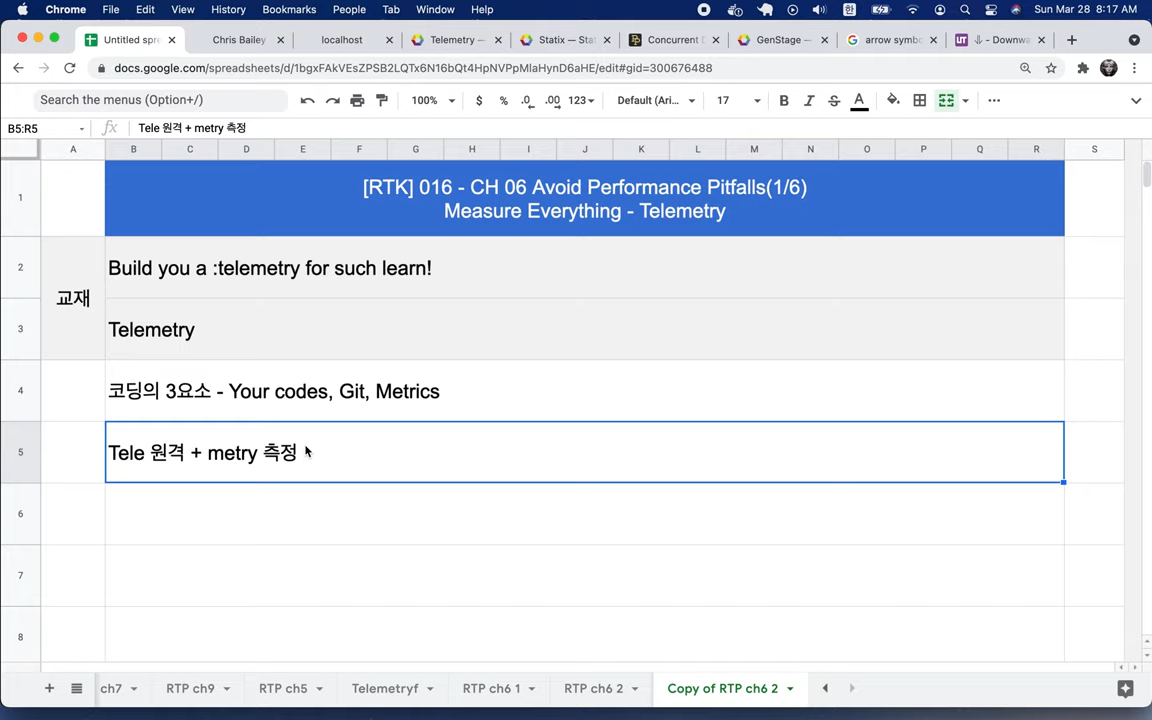 Chrome File Edit View History Bookmarks People Tab Window Help 한 Sun Mar 28 8:17 AM
Untitled spre Chris Bailey localhost Telemetry — Statix — Stat Concurrent D GenStage — arrow symbo ↓ - Downwa
docs.google.com/spreadsheets/d/1bgxFAkVEsZPSB2LQTx6N16bQt4HpNVPpMlaHynD6aHE/edit#gid=300676488
Search the menus (Option+/) 100% $ % .0 .00 123 Default (Ari... 17 B I S A
B5:R5 fx Tele 원격 + metry 측정
A B C D E F G H I J K L M N O P Q R S
1 [RTK] 016 - CH 06 Avoid Performance Pitfalls(1/6)
Measure Everything - Telemetry
2 Build you a :telemetry for such learn!
교재
3 Telemetry
4 코딩의 3요소 - Your codes, Git, Metrics
5 Tele 원격 + metry 측정
6
7
8
ch7 RTP ch9 RTP ch5 Telemetryf RTP ch6 1 RTP ch6 2 Copy of RTP ch6 2